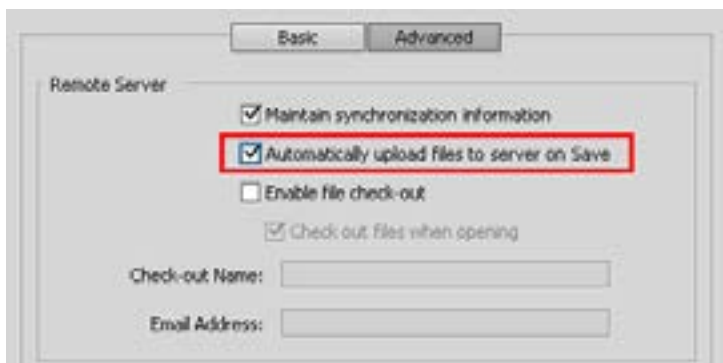 Basic Advanced
Remote Server
Maintain synchronization information
Automatically upload files to server on Save
Enable file check-out
Check out files when opening
Check-out Name:
Email Address: